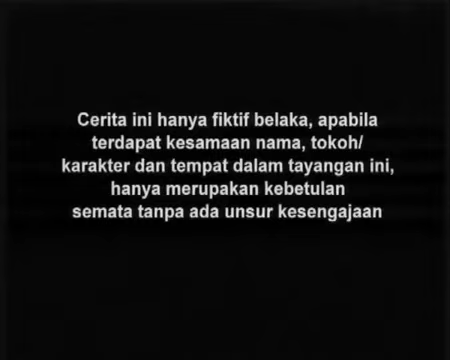 Cerita ini hanya fiktif belaka, apabila
terdapat kesamaan nama, tokoh/
karakter dan tempat dalam tayangan ini,
hanya merupakan kebetulan
semata tanpa ada unsur kesengajaan